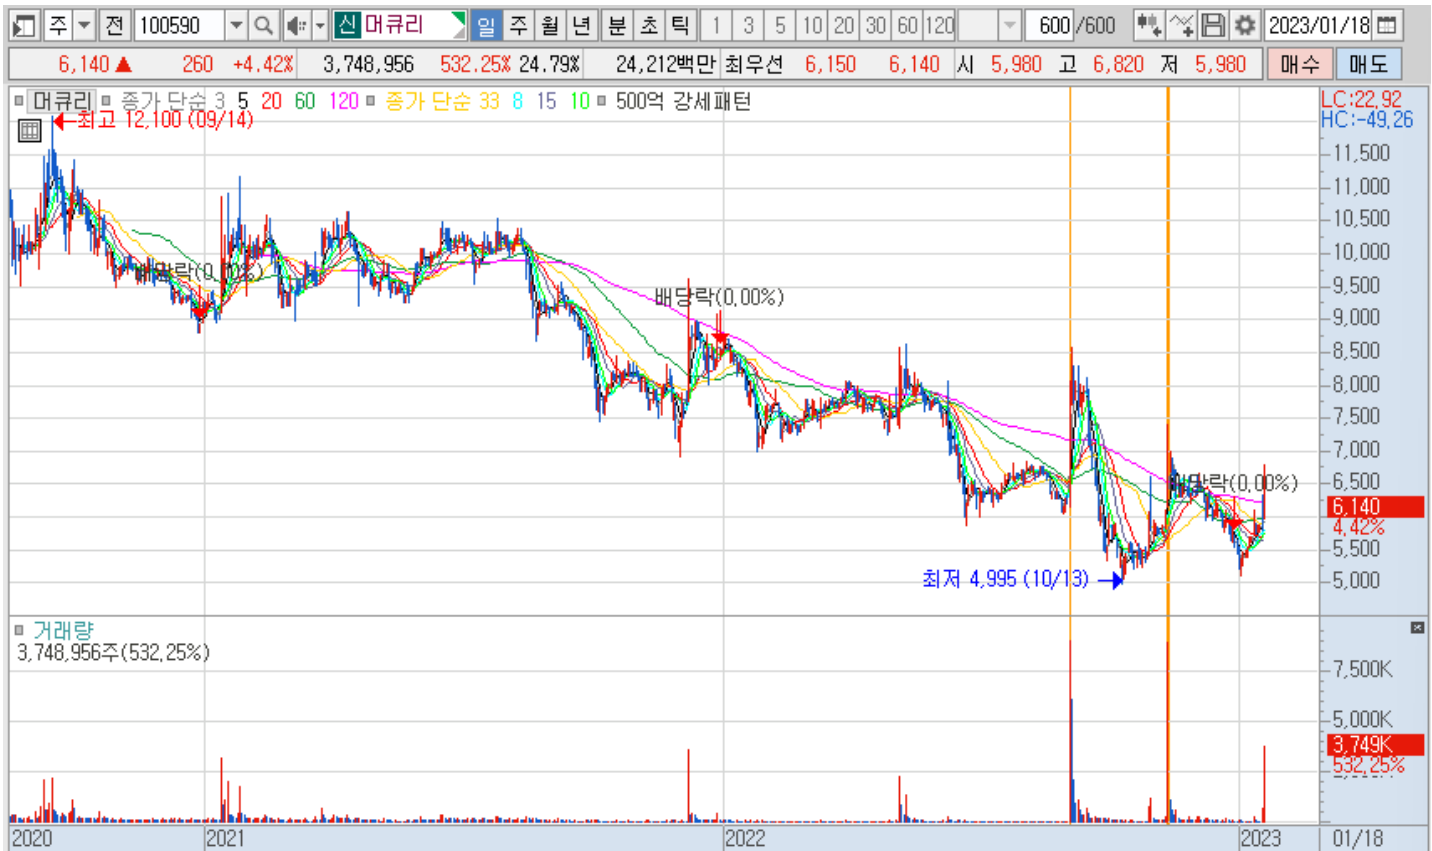 주 전 100590 신 머큐리 일 주 월 년 분 초 틱 1 3 5 10 20 30 60 120 600 /600 2023/01/18
6,140 ▲ 260 +4.42% 3,748,956 532.25% 24.79% 24,212백만 최우선 6,150 6,140 시 5,980 고 6,820 저 5,980 매수 매도
머큐리 종가 단순 3 5 20 60 120 종가 단순 33 8 15 10 500억 강세패턴
LC:22.92
HC:-49.26
최고 12,100 (09/14)
11,500
11,000
10,500
10,000
배당락(0.00%)
9,500
배당락(0.00%)
9,000
8,500
8,000
7,500
7,000
6,500
배당락(0.00%)
6,140
4.42%
5,500
최저 4,995 (10/13)
5,000
거래량
3,748,956주(532.25%)
7,500K
5,000K
3,749K
532.25%
2020 2021 2022 2023 01/18